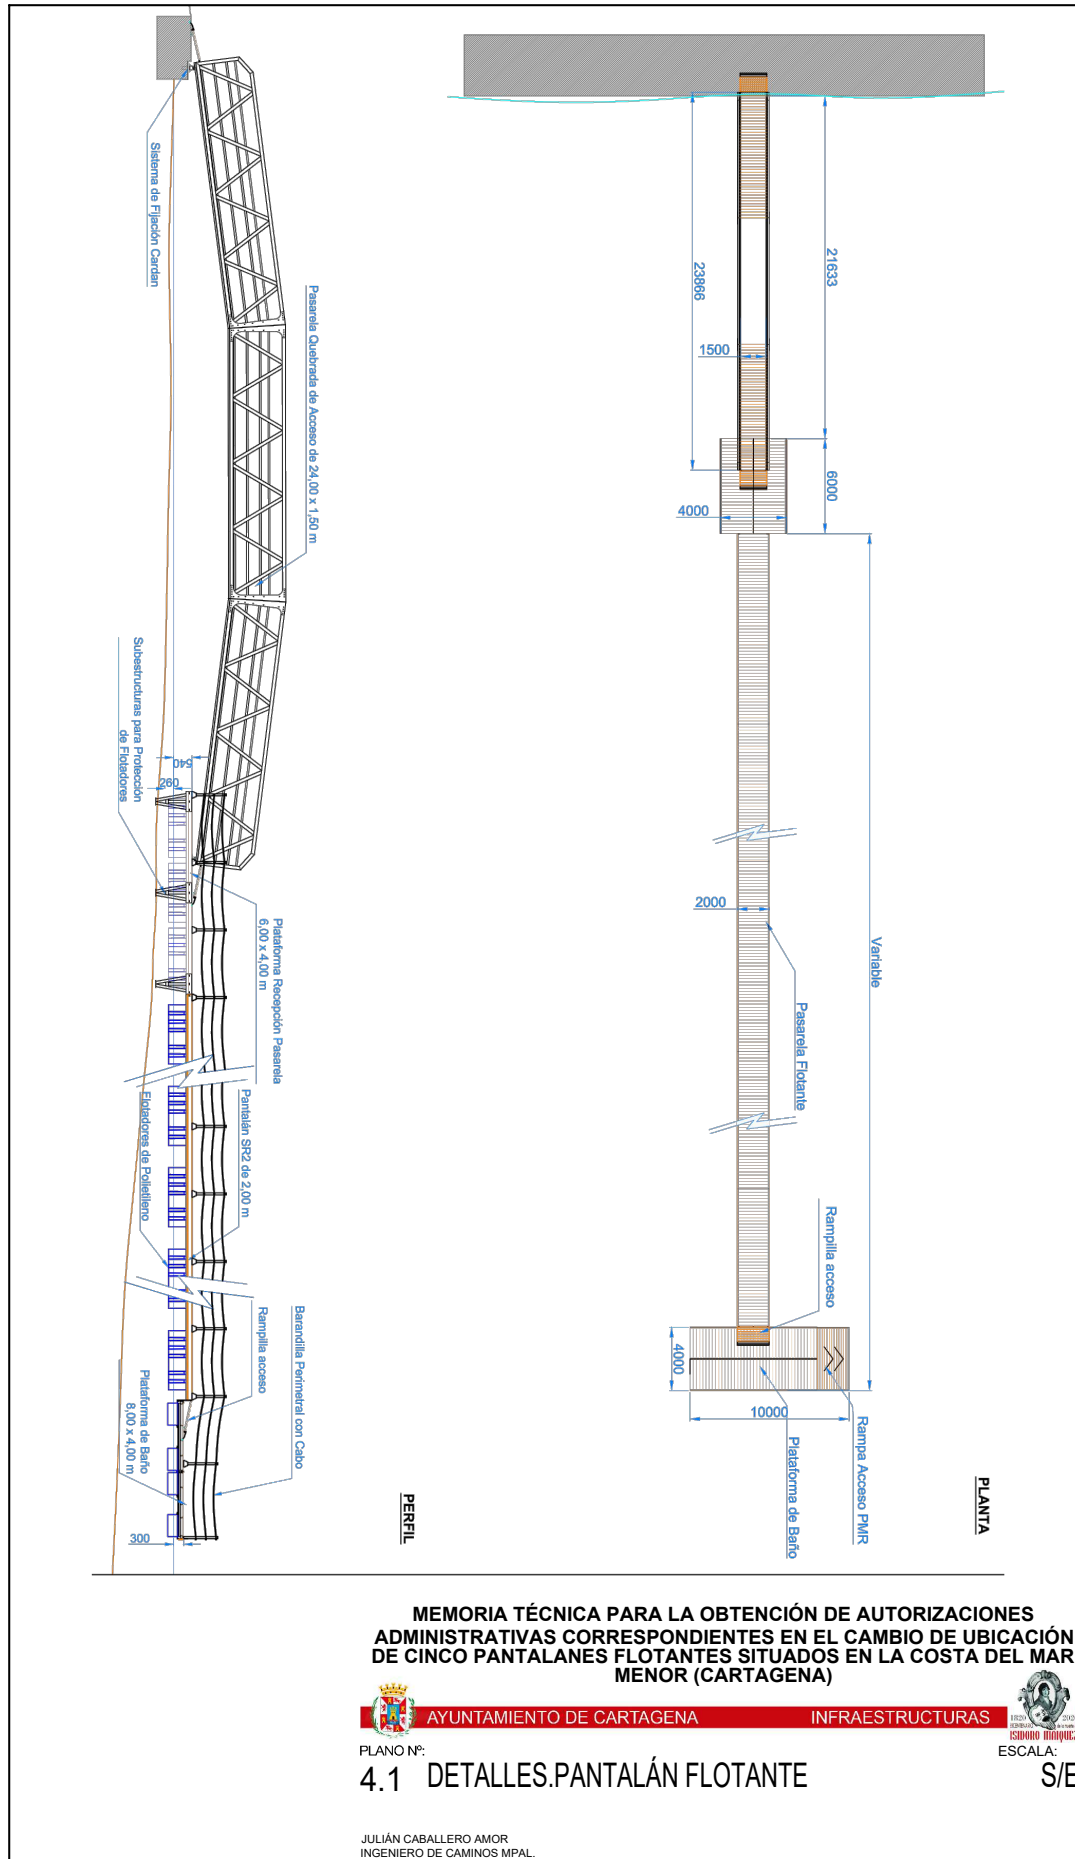 Sistema de Fijación Cardan
Pasarela Quebrada de Acceso de 24,00 x 1,50 m
Subestructuras para Protección
de Flotadores
540
260
Plataforma Recepción Pasarela
6,00 x 4,00 m
Pantalán SR2 de 2,00 m
Flotadores de Polietileno
Barandilla Perimetral con Cabo
Rampilla acceso
Plataforma de Baño
8,00 x 4,00 m
300
PERFIL
23866
21633
1500
6000
4000
2000
Variable
Pasarela Flotante
Rampilla acceso
4000
10000
Rampa Acceso PMR
Plataforma de Baño
PLANTA
MEMORIA TÉCNICA PARA LA OBTENCIÓN DE AUTORIZACIONES
ADMINISTRATIVAS CORRESPONDIENTES EN EL CAMBIO DE UBICACIÓN
DE CINCO PANTALANES FLOTANTES SITUADOS EN LA COSTA DEL MAR
MENOR (CARTAGENA)
AYUNTAMIENTO DE CARTAGENA INFRAESTRUCTURAS
ISIDORO MÁIQUEZ
PLANO Nº:
4.1 DETALLES.PANTALÁN FLOTANTE
ESCALA:
S/E
JULIÁN CABALLERO AMOR
INGENIERO DE CAMINOS MPAL.